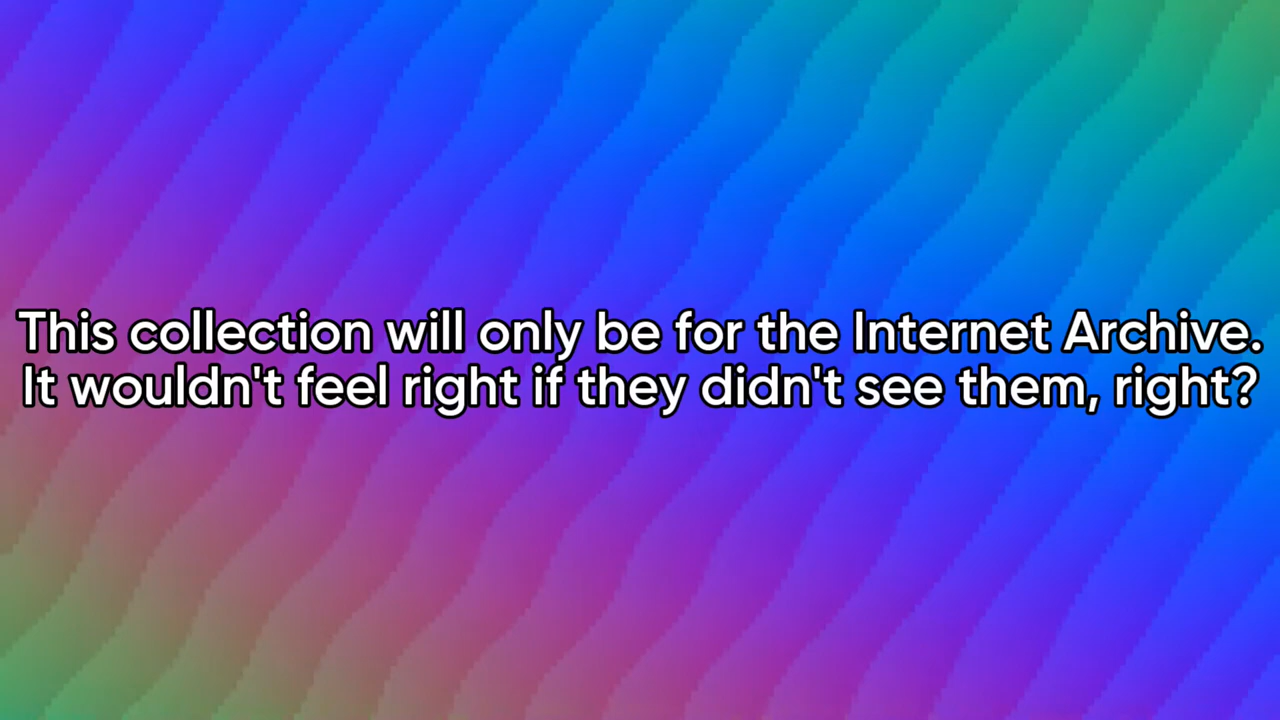 This collection will only be for the Internet Archive.
It wouldn't feel right if they didn't see them, right?